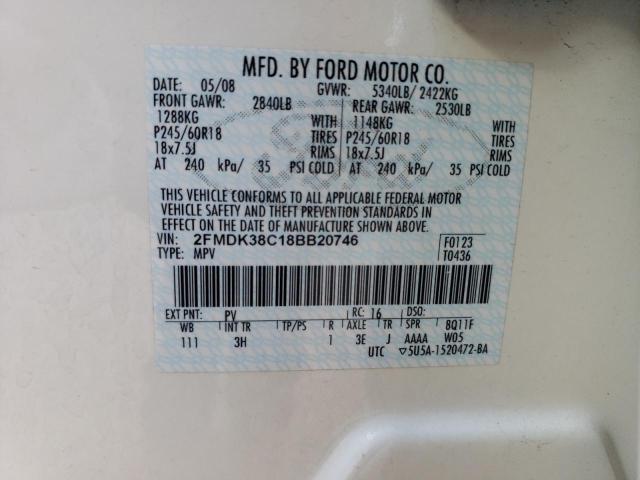 MFD. BY FORD MOTOR CO.
DATE: 05/08 GVWR: 5340LB/ 2422KG
FRONT GAWR: 2840LB REAR GAWR: 2530LB
1288KG WITH 1148KG WITH
P245/60R18 TIRES P245/60R18 TIRES
18x7.5J RIMS 18x7.5J RIMS
AT 240 kPa/ 35 PSI COLD AT 240 kPa/ 35 PSI COLD
THIS VEHICLE CONFORMS TO ALL APPLICABLE FEDERAL MOTOR
VEHICLE SAFETY AND THEFT PREVENTION STANDARDS IN
EFFECT ON THE DATE OF MANUFACTURE SHOWN ABOVE.
VIN: 2FMDK38C18BB20746 F0123
TYPE: MPV T0436
EXT PNT: PV RC: 16 DSO:
WB INT TR TP/PS R AXLE TR SPR 8Q11F
111 3H 1 3E J AAAA W05
UTC ▽5U5A-1520472-BA